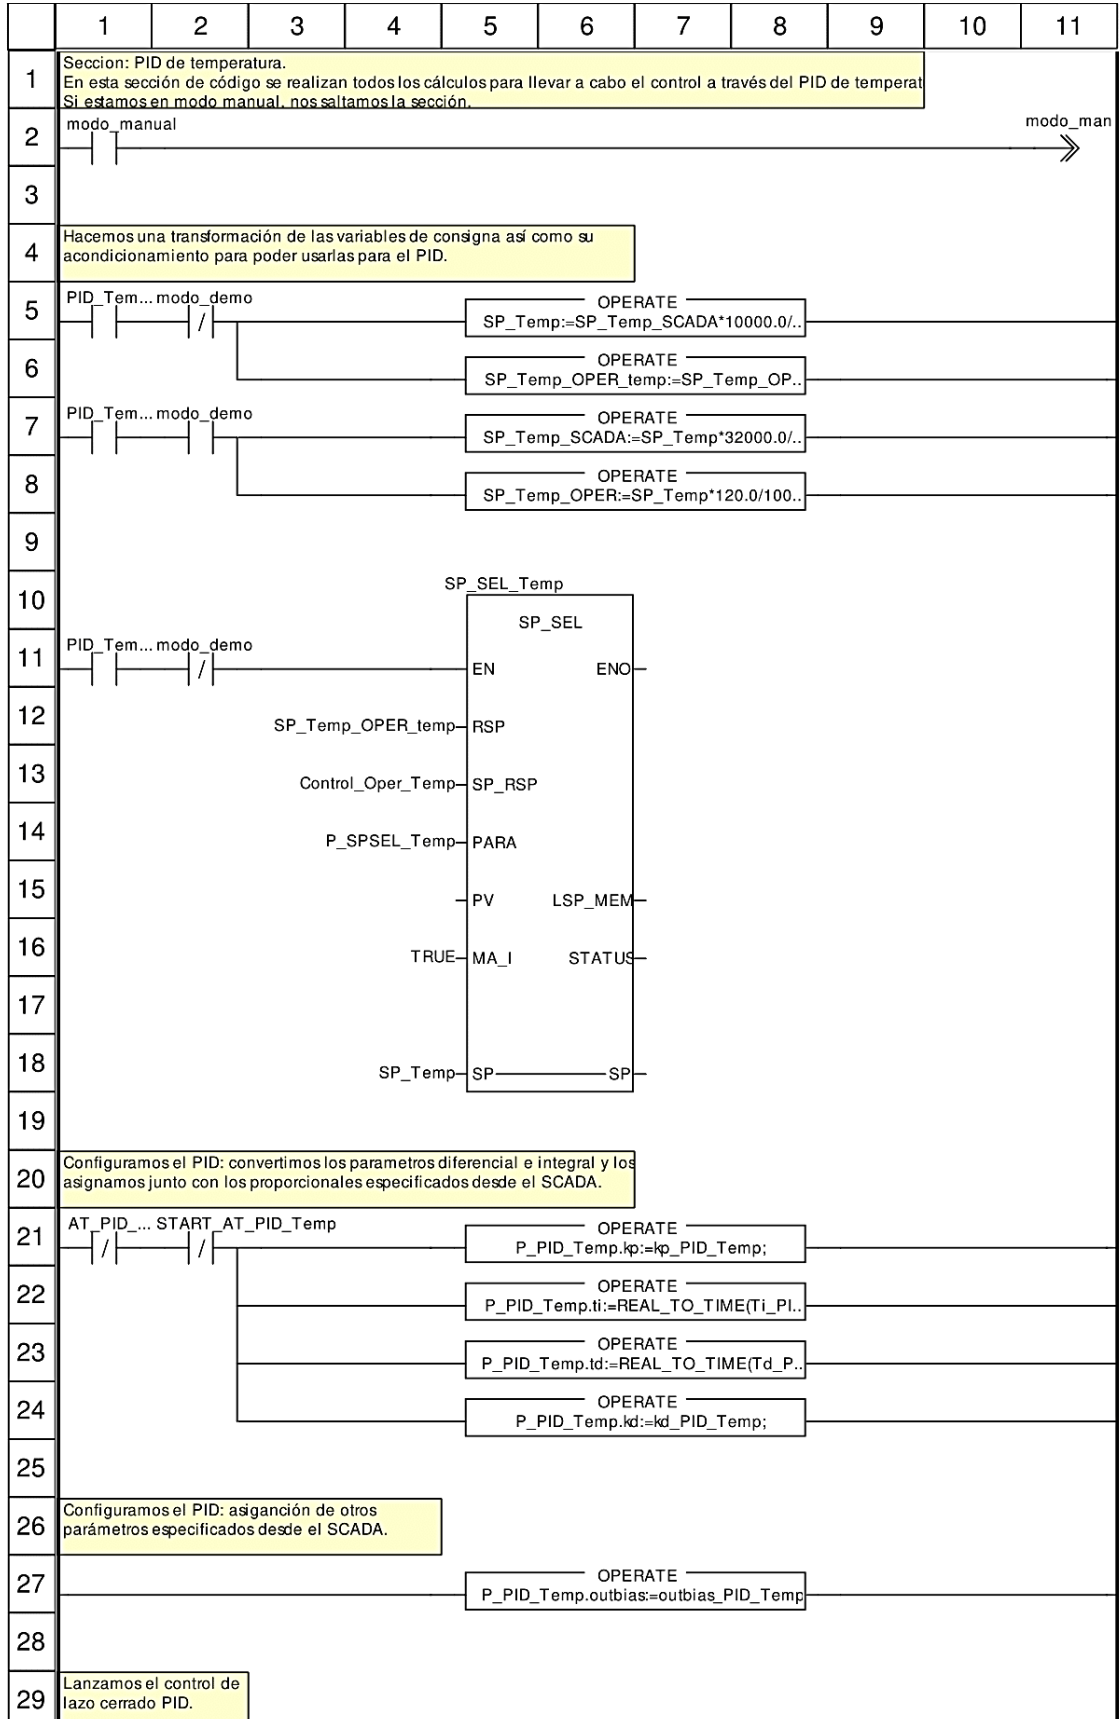 1 2 3 4 5 6 7 8 9 10 11
1
Seccion: PID de temperatura.
En esta sección de código se realizan todos los cálculos para llevar a cabo el control a través del PID de temperat
Si estamos en modo manual, nos saltamos la sección.
2
modo_manual
modo_man
3
4
Hacemos una transformación de las variables de consigna así como su
acondicionamiento para poder usarlas para el PID.
5
PID_Tem... modo_demo
/
OPERATE
SP_Temp:=SP_Temp_SCADA*10000.0/..
6
OPERATE
SP_Temp_OPER_temp:=SP_Temp_OP..
7
PID_Tem... modo_demo
OPERATE
SP_Temp_SCADA:=SP_Temp*32000.0/..
8
OPERATE
SP_Temp_OPER:=SP_Temp*120.0/100..
9
10
SP_SEL_Temp
SP_SEL
11
PID_Tem... modo_demo
/
EN ENO
12
SP_Temp_OPER_temp RSP
13
Control_Oper_Temp SP_RSP
14
P_SPSEL_Temp PARA
15
PV LSP_MEM
16
TRUE MA_I STATUS
17
18
SP_Temp SP SP
19
20
Configuramos el PID: convertimos los parametros diferencial e integral y los
asignamos junto con los proporcionales especificados desde el SCADA.
21
AT_PID_... START_AT_PID_Temp
/ /
OPERATE
P_PID_Temp.kp:=kp_PID_Temp;
22
OPERATE
P_PID_Temp.ti:=REAL_TO_TIME(Ti_PI..
23
OPERATE
P_PID_Temp.td:=REAL_TO_TIME(Td_P..
24
OPERATE
P_PID_Temp.kd:=kd_PID_Temp;
25
26
Configuramos el PID: asigancíón de otros
parámetros especificados desde el SCADA.
27
OPERATE
P_PID_Temp.outbias:=outbias_PID_Temp
28
29
Lanzamos el control de
lazo cerrado PID.